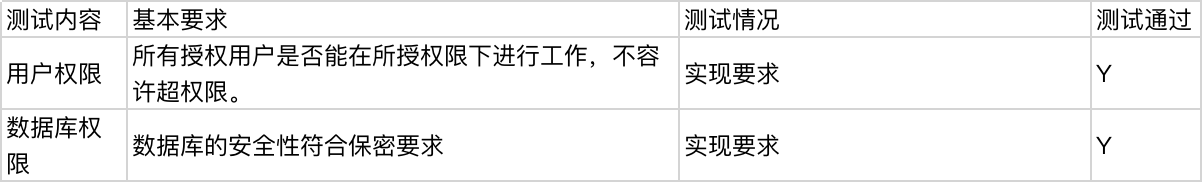 测试内容 基本要求 测试情况 测试通过
用户权限 所有授权用户是否能在所授权限下进行工作，不容
许超权限。 实现要求 Y
数据库权
限 数据库的安全性符合保密要求 实现要求 Y